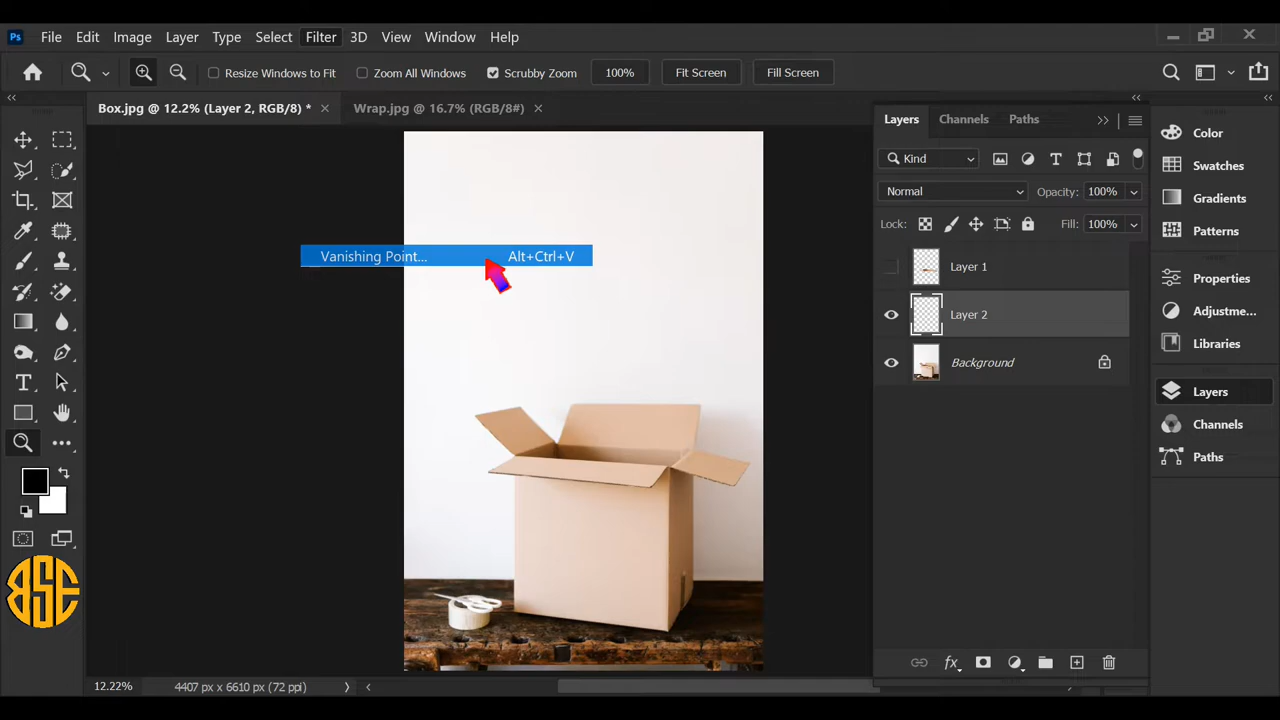 Ps File Edit Image Layer Type Select Filter 3D View Window Help
Resize Windows to Fit Zoom All Windows Scrubby Zoom 100% Fit Screen Fill Screen
Box.jpg @ 12.2% (Layer 2, RGB/8) * Wrap.jpg @ 16.7% (RGB/8#)
Layers Channels Paths
Kind
Normal Opacity: 100%
Lock: Fill: 100%
Layer 1
Layer 2
Background
Color
Swatches
Gradients
Patterns
Properties
Adjustme...
Libraries
Layers
Channels
Paths
Vanishing Point... Alt+Ctrl+V
BSE
12.22% 4407 px x 6610 px (72 ppi)